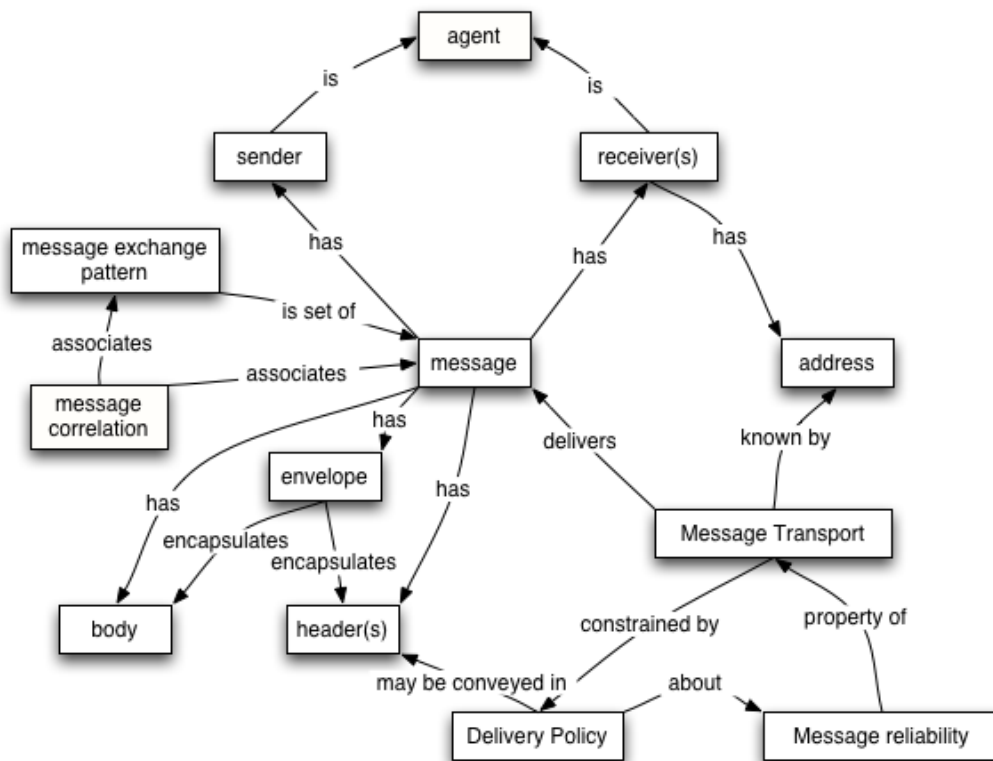 agent
is
is
sender
receiver(s)
has
has
has
message exchange
pattern
is set of
associates
associates
message
address
message
correlation
has
delivers
known by
envelope
has
has
encapsulates
encapsulates
Message Transport
body
header(s)
constrained by
property of
may be conveyed in
about
Delivery Policy
Message reliability